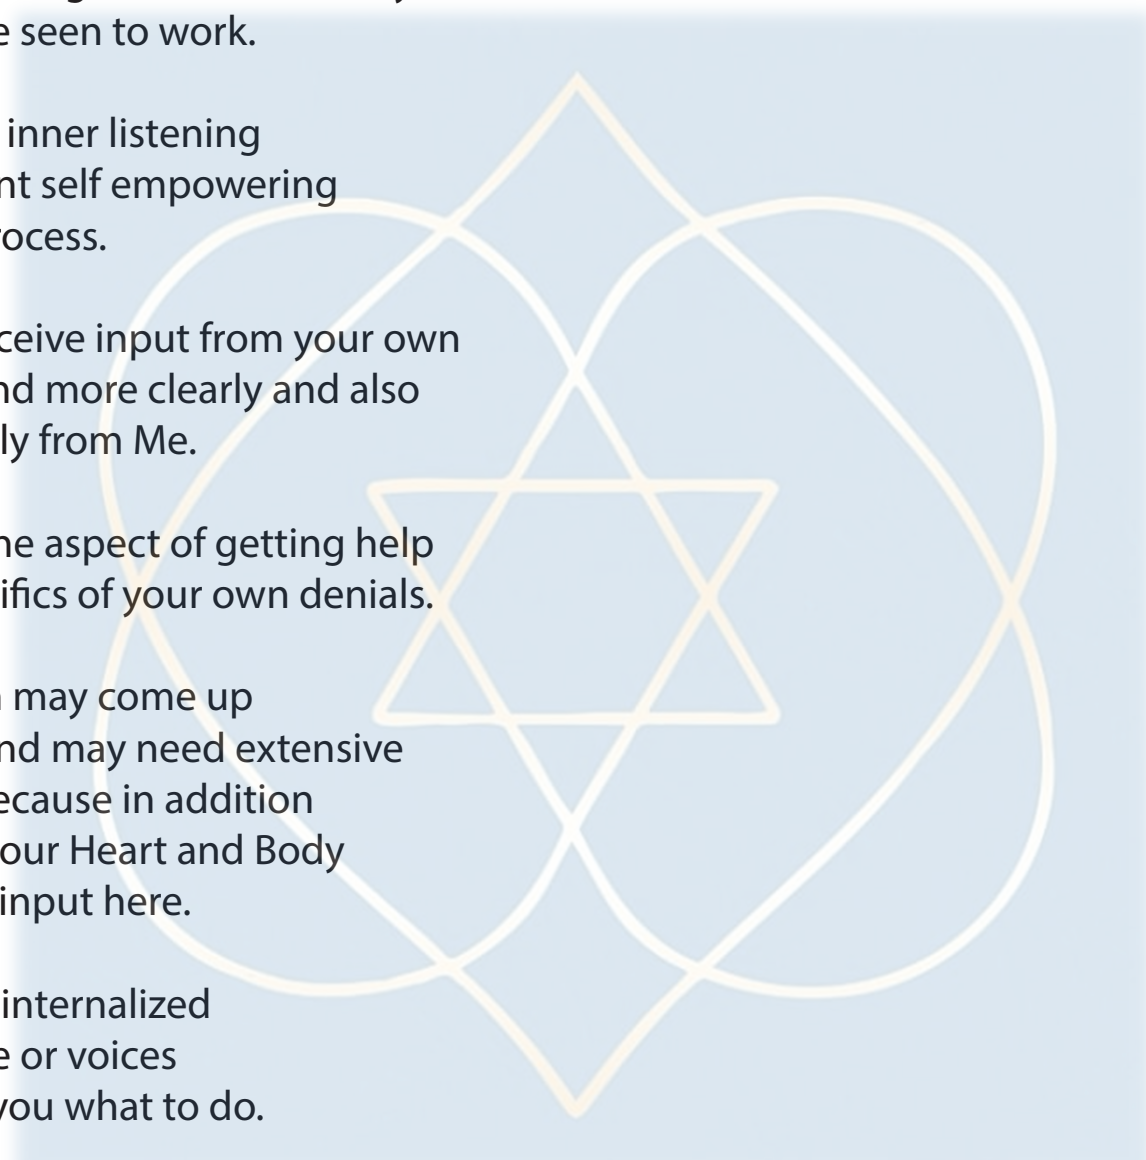 e seen to work.
inner listening
nt self empowering
ocess.
ceive input from your own
nd more clearly and also
ly from Me.
ne aspect of getting help
ifics of your own denials.
may come up
nd may need extensive
ecause in addition
our Heart and Body
input here.
internalized
e or voices
you what to do.